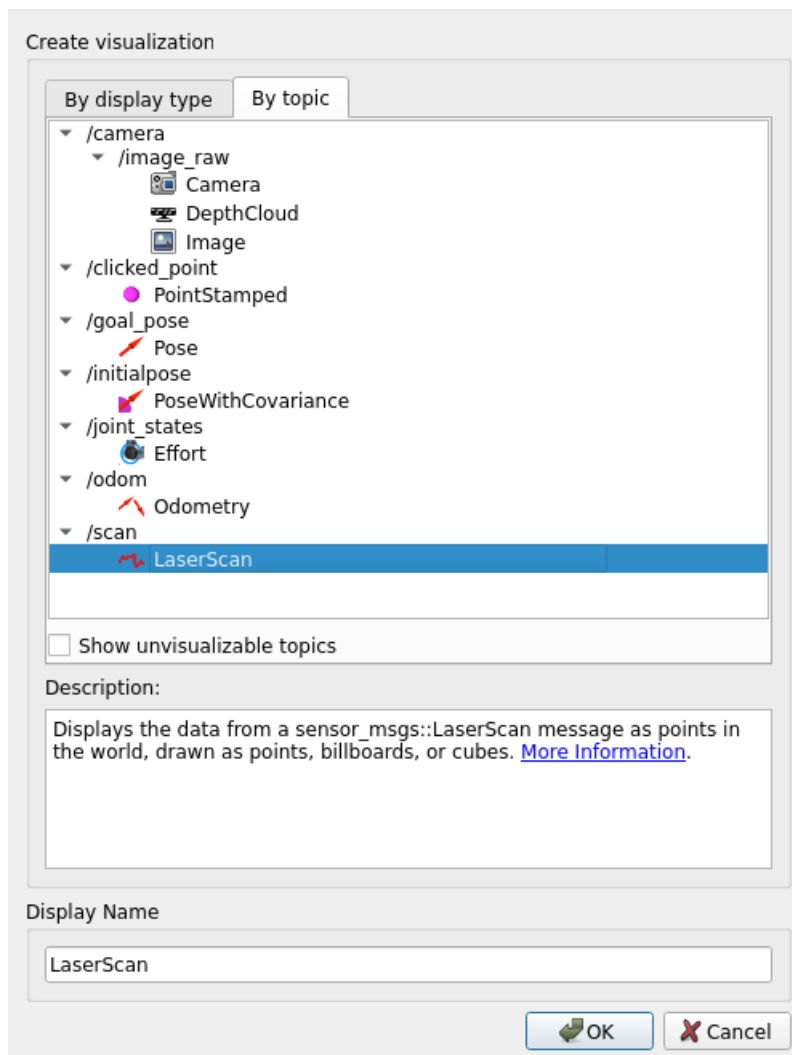 Create visualization
By display type
By topic
/camera
/image_raw
Camera
DepthCloud
Image
/clicked_point
PointStamped
/goal_pose
Pose
/initialpose
PoseWithCovariance
/joint_states
Effort
/odom
Odometry
/scan
LaserScan
Show unvisualizable topics
Description:
Displays the data from a sensor_msgs::LaserScan message as points in
the world, drawn as points, billboards, or cubes. More Information.
Display Name
LaserScan
OK
Cancel